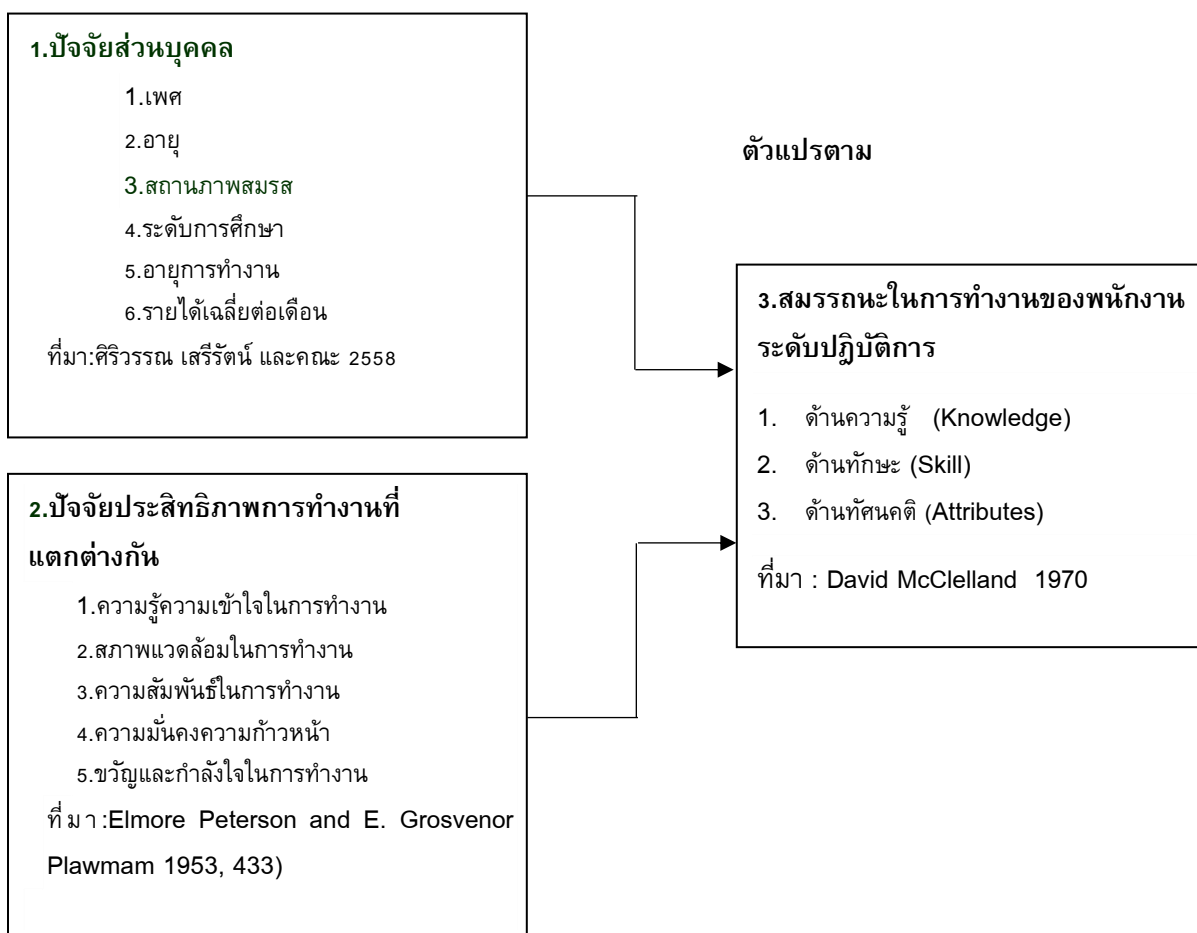 1.ปัจจัยส่วนบุคคล
1.เพศ
2.อายุ
3.สถานภาพสมรส
4.ระดับการศึกษา
5.อายุการทำงาน
6.รายได้เฉลี่ยต่อเดือน
ที่มา:ศิริวรรณ เสรีรัตน์ และคณะ 2558
2.ปัจจัยประสิทธิภาพการทำงานที่
แตกต่างกัน
1.ความรู้ความเข้าใจในการทำงาน
2.สภาพแวดล้อมในการทำงาน
3.ความสัมพันธ์ในการทำงาน
4.ความมั่นคงความก้าวหน้า
5.ขวัญและกำลังใจในการทำงาน
ที่มา:Elmore Peterson and E. Grosvenor
Plawmam 1953, 433)
ตัวแปรตาม
3.สมรรถนะในการทำงานของพนักงาน
ระดับปฎิบัติการ
1. ด้านความรู้ (Knowledge)
2. ด้านทักษะ (Skill)
3. ด้านทัศนคติ (Attributes)
ที่มา : David McClelland 1970